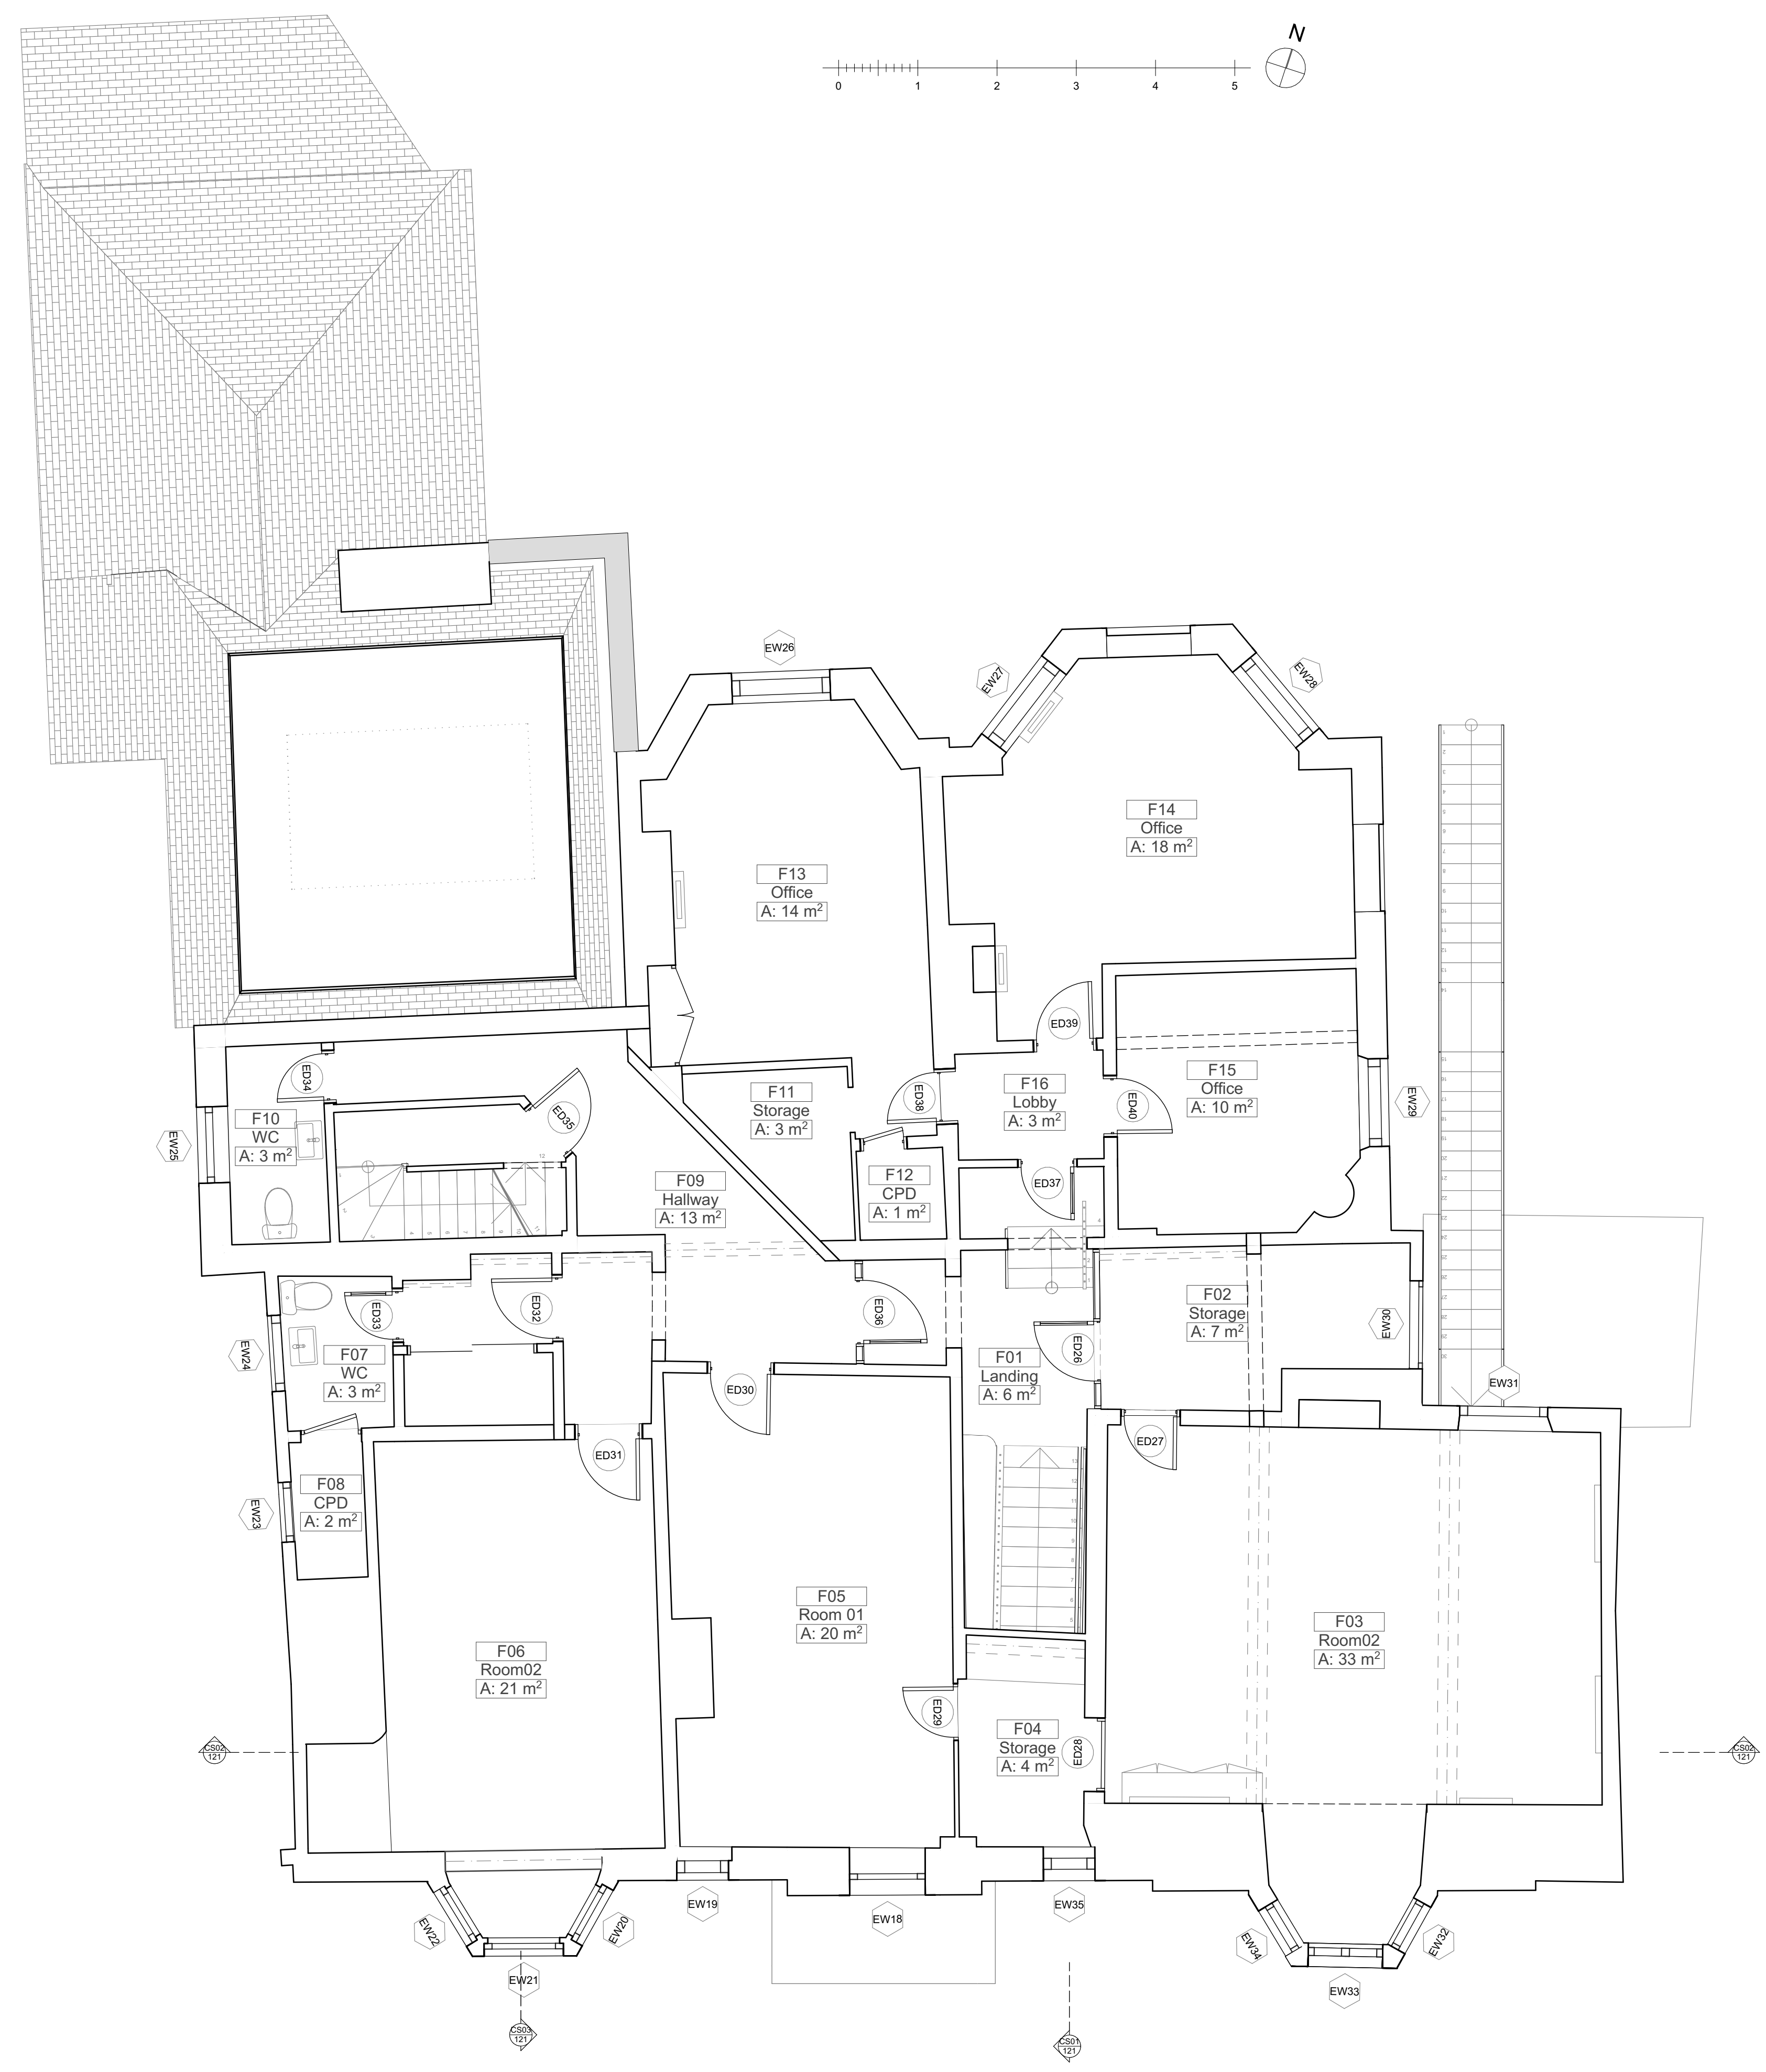 N
0 1 2 3 4 5
EW26
EW27
EW28
F14
Office
A: 18 m²
F13
Office
A: 14 m²
ED39
ED34
F10
WC
A: 3 m²
ED35
EW25
F11
Storage
A: 3 m²
ED38
F16
Lobby
A: 3 m²
ED40
F15
Office
A: 10 m²
EW29
F09
Hallway
A: 13 m²
F12
CPD
A: 1 m²
ED37
ED33
ED32
ED36
F02
Storage
A: 7 m²
EW30
EW24
F07
WC
A: 3 m²
ED26
F01
Landing
A: 6 m²
ED30
EW31
ED31
ED27
F08
CPD
A: 2 m²
EW23
F05
Room 01
A: 20 m²
F06
Room02
A: 21 m²
F03
Room02
A: 33 m²
ED29
F04
Storage
A: 4 m²
ED28
CS02
121
CS02
121
EW22
EW20
EW19
EW18
EW35
EW34
EW32
EW21
EW33
CS03
121
CS01
121